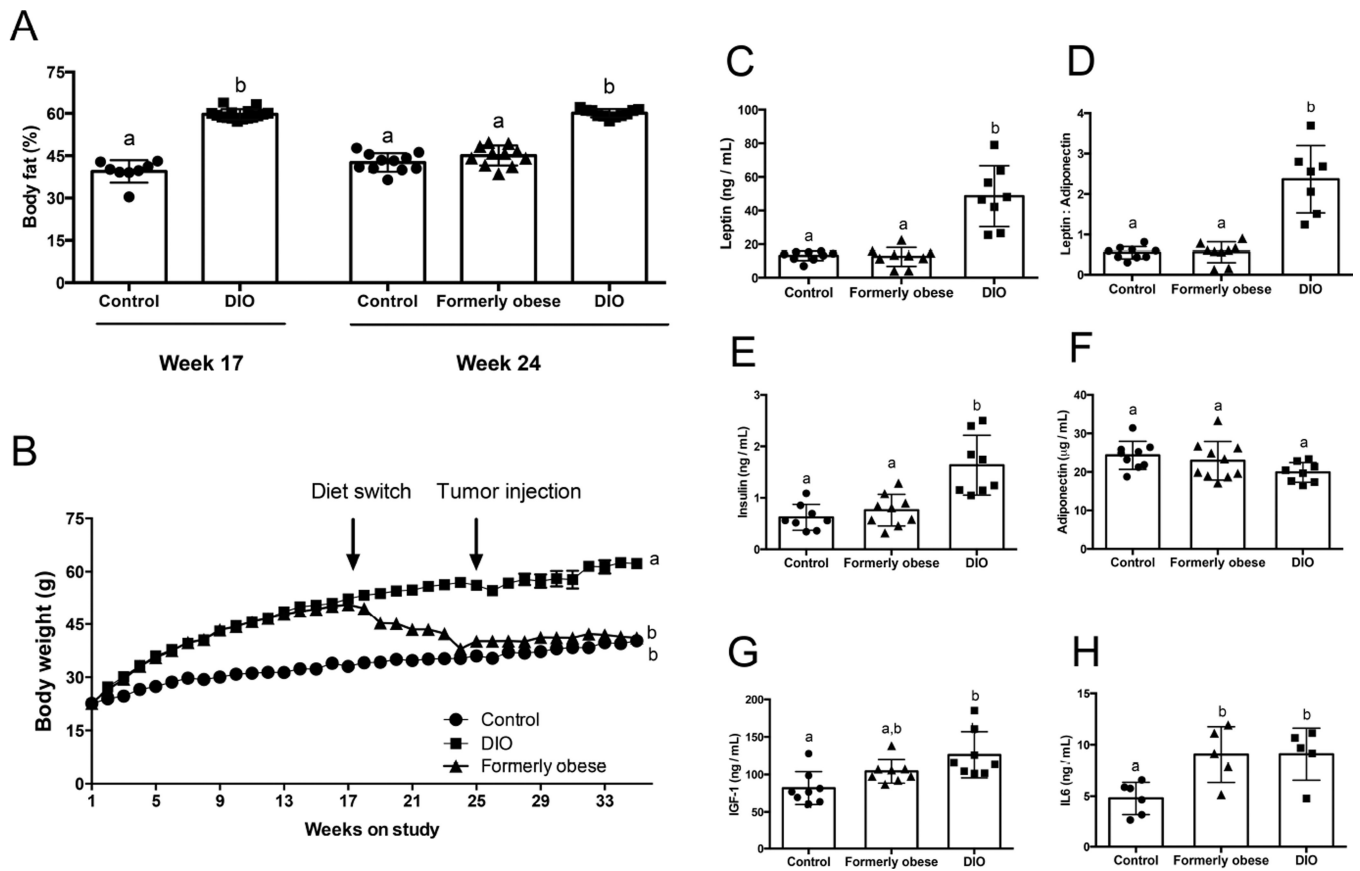 A
Body fat (%)
75
60
45
30
15
0
a
b
a
a
b
Control
DIO
Control
Formerly obese
DIO
Week 17
Week 24
B
Body weight (g)
75
60
45
30
15
0
Diet switch
Tumor injection
a
b
b
Control
DIO
Formerly obese
1
5
9
13
17
21
25
29
33
Weeks on study
C
Leptin (ng / mL)
100
80
60
40
20
0
a
a
b
Control
Formerly obese
DIO
D
Leptin : Adiponectin
4
3
2
1
0
a
a
b
Control
Formerly obese
DIO
E
Insulin (ng / mL)
3
2
1
0
a
a
b
Control
Formerly obese
DIO
F
Adiponectin (µg / mL)
40
30
20
10
0
a
a
a
Control
Formerly obese
DIO
G
IGF-1 (ng / mL)
200
150
100
50
0
a
a,b
b
Control
Formerly obese
DIO
H
IL6 (ng / mL)
15
10
5
0
a
b
b
Control
Formerly obese
DIO